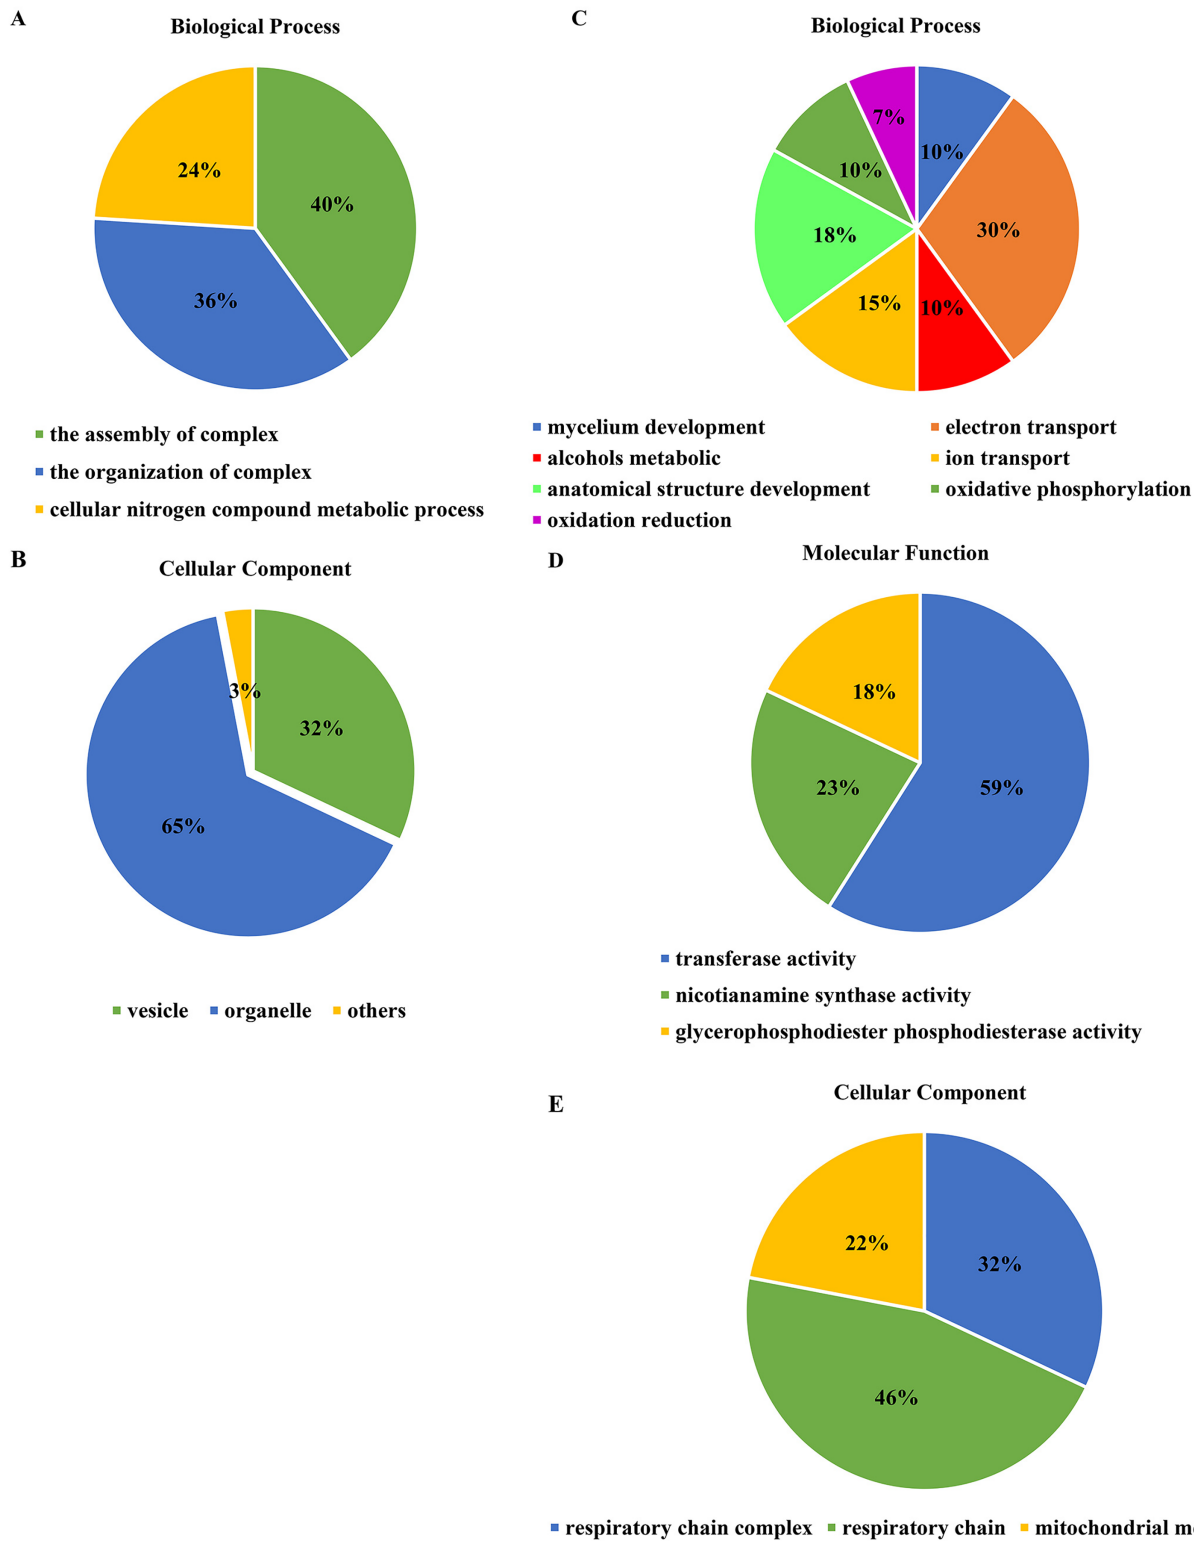 A
Biological Process
24%
40%
36%
the assembly of complex
the organization of complex
cellular nitrogen compound metabolic process
B
Cellular Component
3%
32%
65%
vesicle organelle others
C
Biological Process
7%
10%
10%
30%
18%
15%
10%
mycelium development electron transport
alcohols metabolic ion transport
anatomical structure development oxidative phosphorylation
oxidation reduction
D
Molecular Function
18%
59%
23%
transferase activity
nicotianamine synthase activity
glycerophosphodiester phosphodiesterase activity
E
Cellular Component
22%
32%
46%
respiratory chain complex respiratory chain mitochondrial